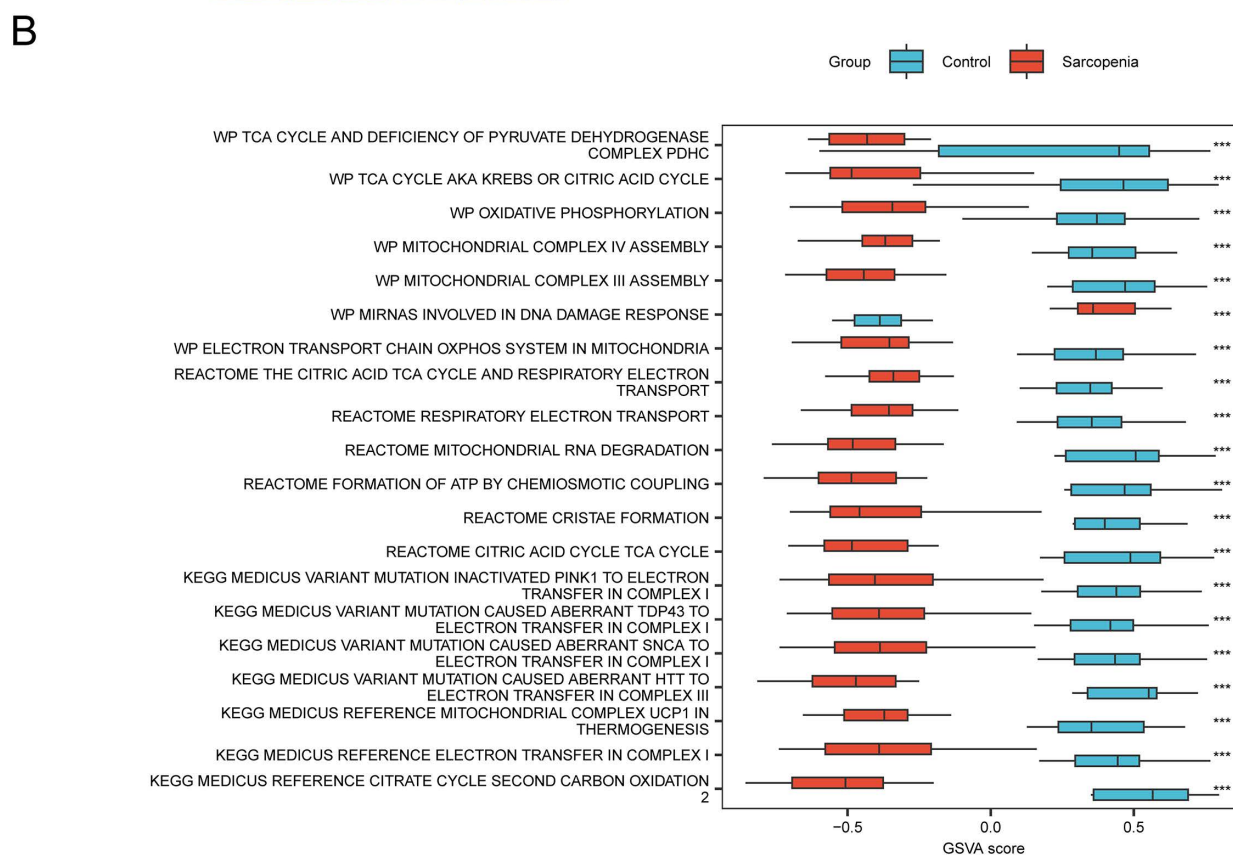 B
Group Control Sarcopenia
WP TCA CYCLE AND DEFICIENCY OF PYRUVATE DEHYDROGENASE
COMPLEX PDHC
***
WP TCA CYCLE AKA KREBS OR CITRIC ACID CYCLE
***
WP OXIDATIVE PHOSPHORYLATION
***
WP MITOCHONDRIAL COMPLEX IV ASSEMBLY
***
WP MITOCHONDRIAL COMPLEX III ASSEMBLY
***
WP MIRNAS INVOLVED IN DNA DAMAGE RESPONSE
***
WP ELECTRON TRANSPORT CHAIN OXPHOS SYSTEM IN MITOCHONDRIA
***
REACTOME THE CITRIC ACID TCA CYCLE AND RESPIRATORY ELECTRON
TRANSPORT
***
REACTOME RESPIRATORY ELECTRON TRANSPORT
***
REACTOME MITOCHONDRIAL RNA DEGRADATION
***
REACTOME FORMATION OF ATP BY CHEMIOSMOTIC COUPLING
***
REACTOME CRISTAE FORMATION
***
REACTOME CITRIC ACID CYCLE TCA CYCLE
***
KEGG MEDICUS VARIANT MUTATION INACTIVATED PINK1 TO ELECTRON
TRANSFER IN COMPLEX I
***
KEGG MEDICUS VARIANT MUTATION CAUSED ABERRANT TDP43 TO
ELECTRON TRANSFER IN COMPLEX I
***
KEGG MEDICUS VARIANT MUTATION CAUSED ABERRANT SNCA TO
ELECTRON TRANSFER IN COMPLEX I
***
KEGG MEDICUS VARIANT MUTATION CAUSED ABERRANT HTT TO
ELECTRON TRANSFER IN COMPLEX III
***
KEGG MEDICUS REFERENCE MITOCHONDRIAL COMPLEX UCP1 IN
THERMOGENESIS
***
KEGG MEDICUS REFERENCE ELECTRON TRANSFER IN COMPLEX I
***
KEGG MEDICUS REFERENCE CITRATE CYCLE SECOND CARBON OXIDATION
2
***
−0.5 0.0 0.5
GSVA score